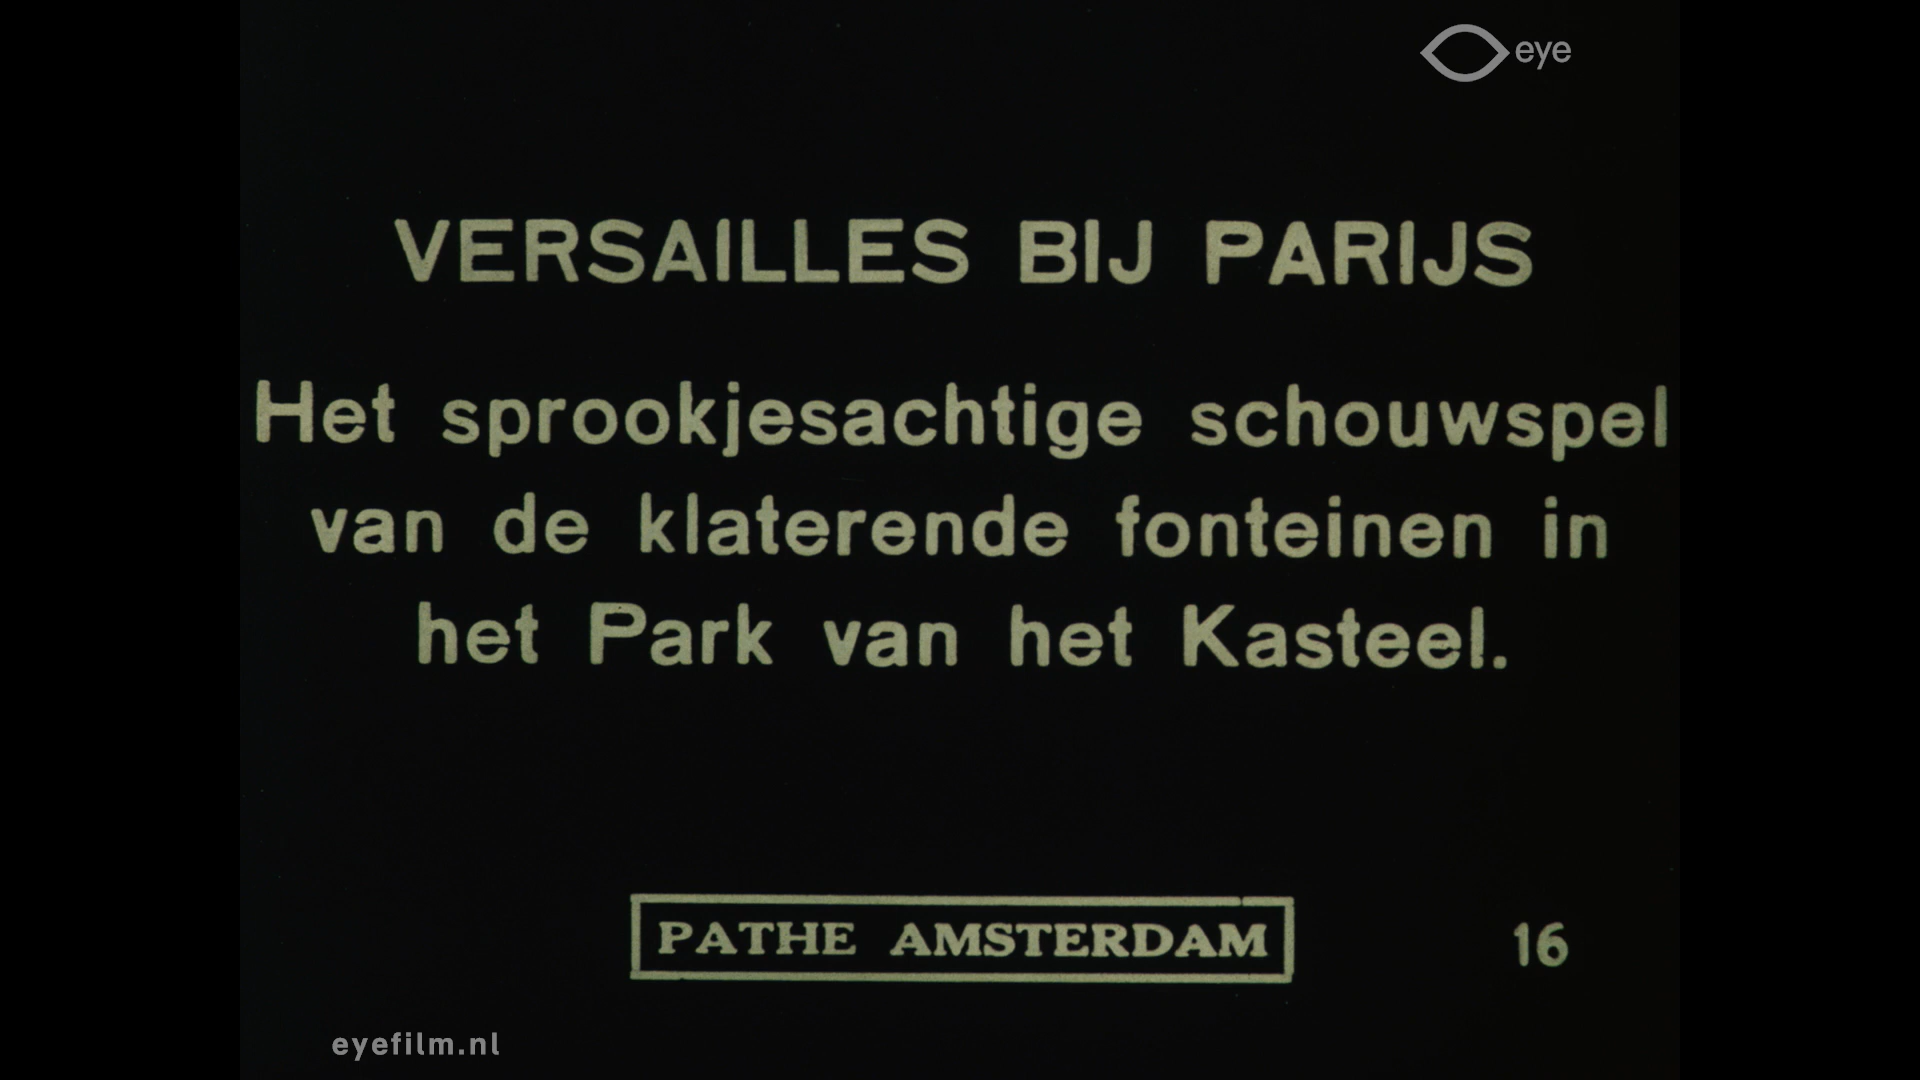 eye
VERSAILLES BIJ PARIJS
Het sprookjesachtige schouwspel
van de klaterende fonteinen in
het Park van het Kasteel.
PATHE AMSTERDAM
16
eyefilm.nl